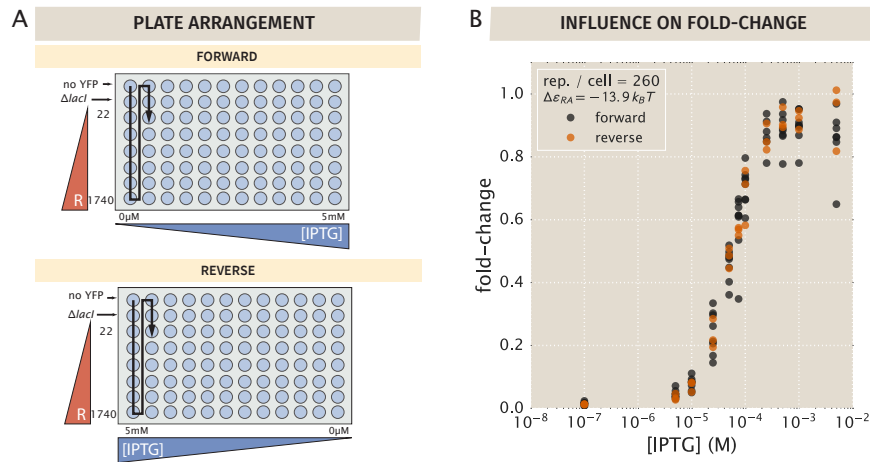 A
PLATE ARRANGEMENT
FORWARD
no YFP
ΔlacI
22
R
1740
0μM
5mM
[IPTG]
REVERSE
no YFP
ΔlacI
22
R
1740
5mM
0μM
[IPTG]
B
INFLUENCE ON FOLD-CHANGE
rep. / cell = 260
Δε_RA = −13.9 k_BT
forward
reverse
fold–change
1.0
0.8
0.6
0.4
0.2
0.0
10⁻⁸ 10⁻⁷ 10⁻⁶ 10⁻⁵ 10⁻⁴ 10⁻³ 10⁻²
[IPTG] (M)